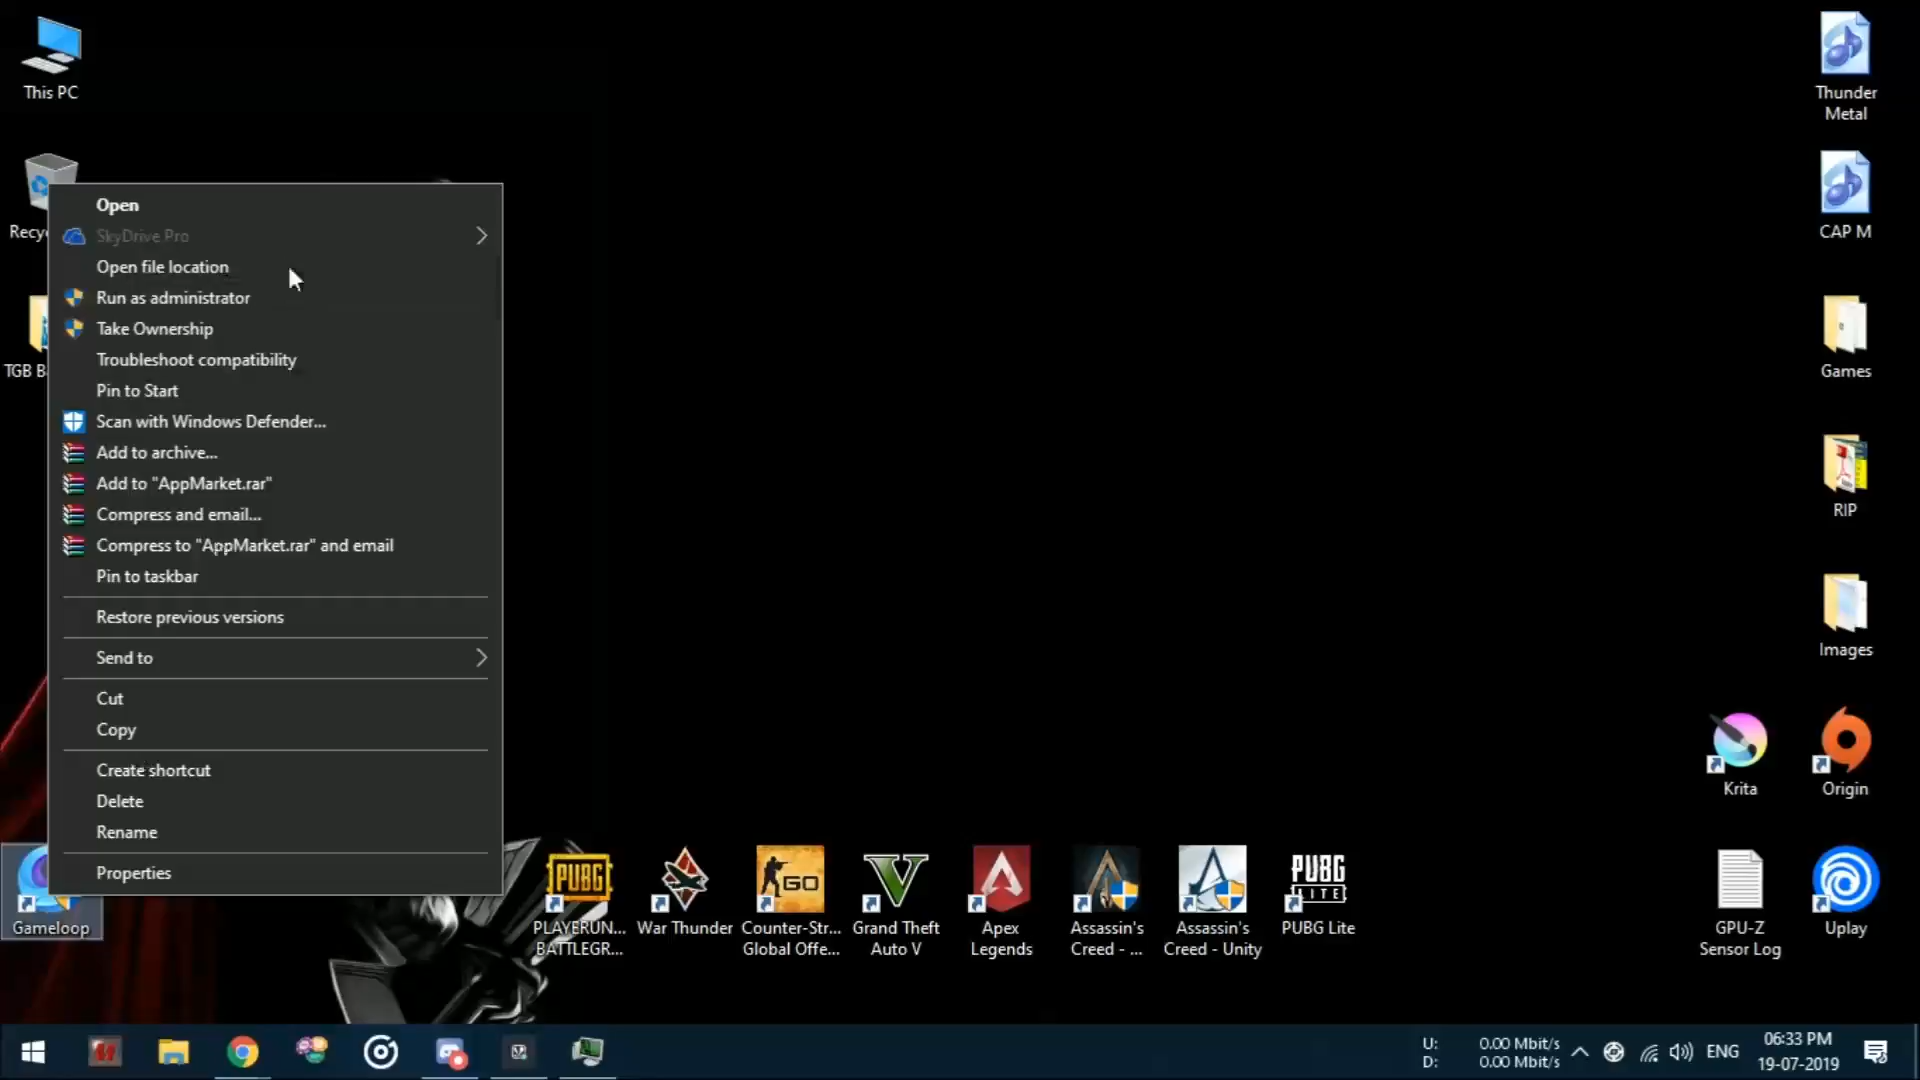 This PC
Recy
TGB B
Open
SkyDrive Pro
Open file location
Run as administrator
Take Ownership
Troubleshoot compatibility
Pin to Start
Scan with Windows Defender...
Add to archive...
Add to "AppMarket.rar"
Compress and email...
Compress to "AppMarket.rar" and email
Pin to taskbar
Restore previous versions
Send to
Cut
Copy
Create shortcut
Delete
Rename
Properties
Gameloop
PUBG
PLAYERUN...
BATTLEGR...
War Thunder
GO
Counter-Str...
Global Offe...
V
Grand Theft
Auto V
Apex
Legends
Assassin's
Creed - ...
Assassin's
Creed - Unity
PUBG
LITE
PUBG Lite
Thunder
Metal
CAP M
Games
RIP
Images
Krita
Origin
GPU-Z
Sensor Log
Uplay
U: 0.00 Mbit/s
D: 0.00 Mbit/s
ENG
06:33 PM
19-07-2019